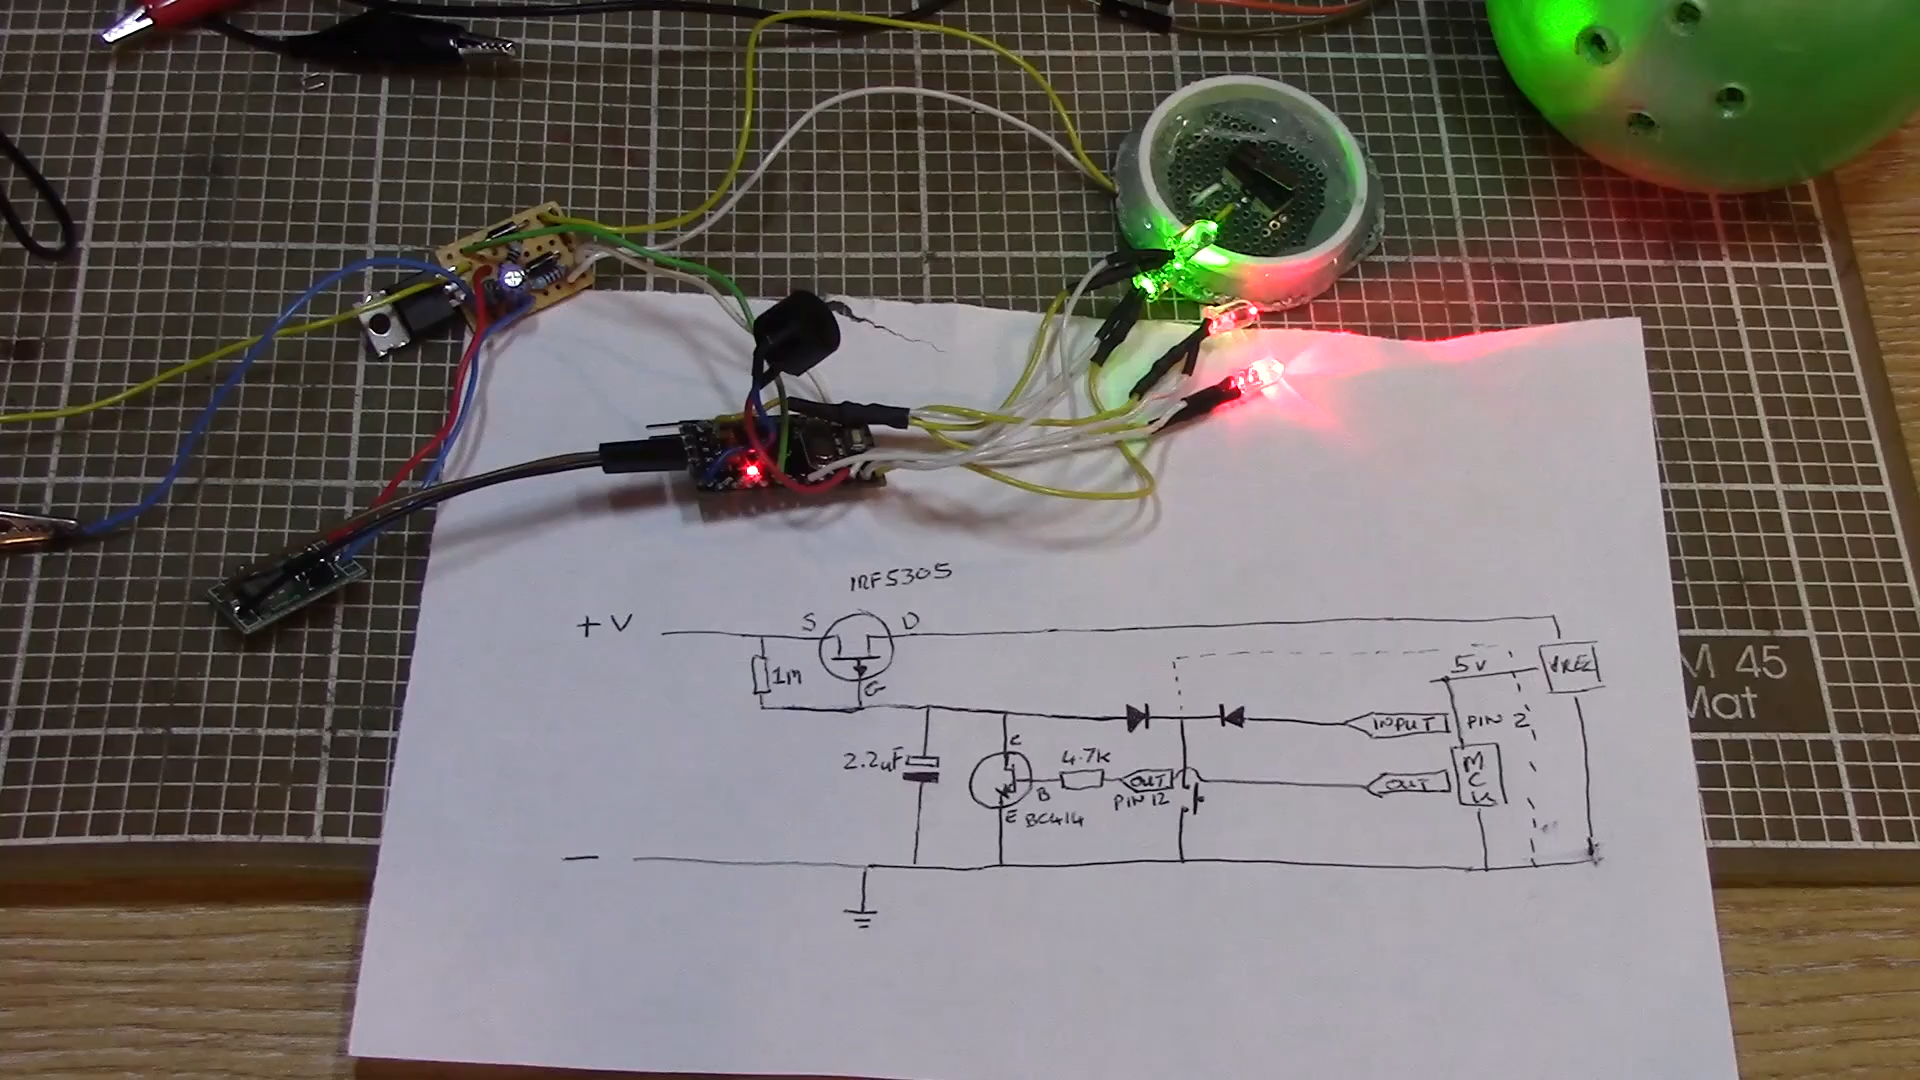 IRF5305
+V
S
D
1m
G
5v
VREG
M 45
Mat
INPUT
PIN 2
2.2uF
C
4.7K
B
OUT
PIN 12
OUT
MCU
E
BC414
—